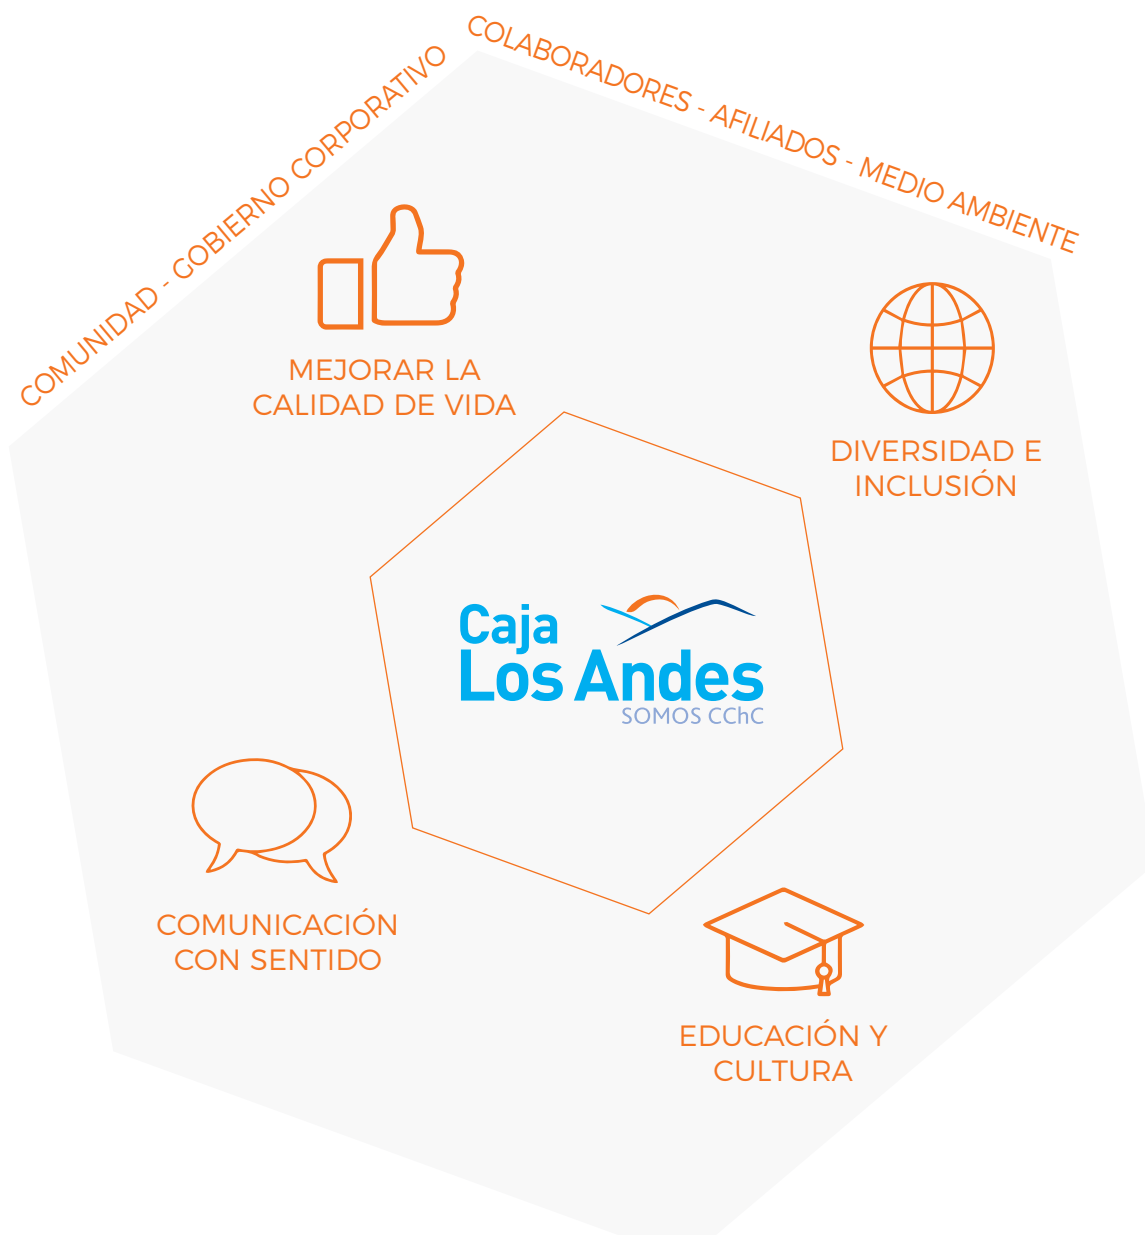 COLABORADORES - AFILIADOS - MEDIO AMBIENTE
COMUNIDAD - GOBIERNO CORPORATIVO
MEJORAR LA
CALIDAD DE VIDA
DIVERSIDAD E
INCLUSIÓN
Caja
Los Andes
SOMOS CChC
COMUNICACIÓN
CON SENTIDO
EDUCACIÓN Y
CULTURA